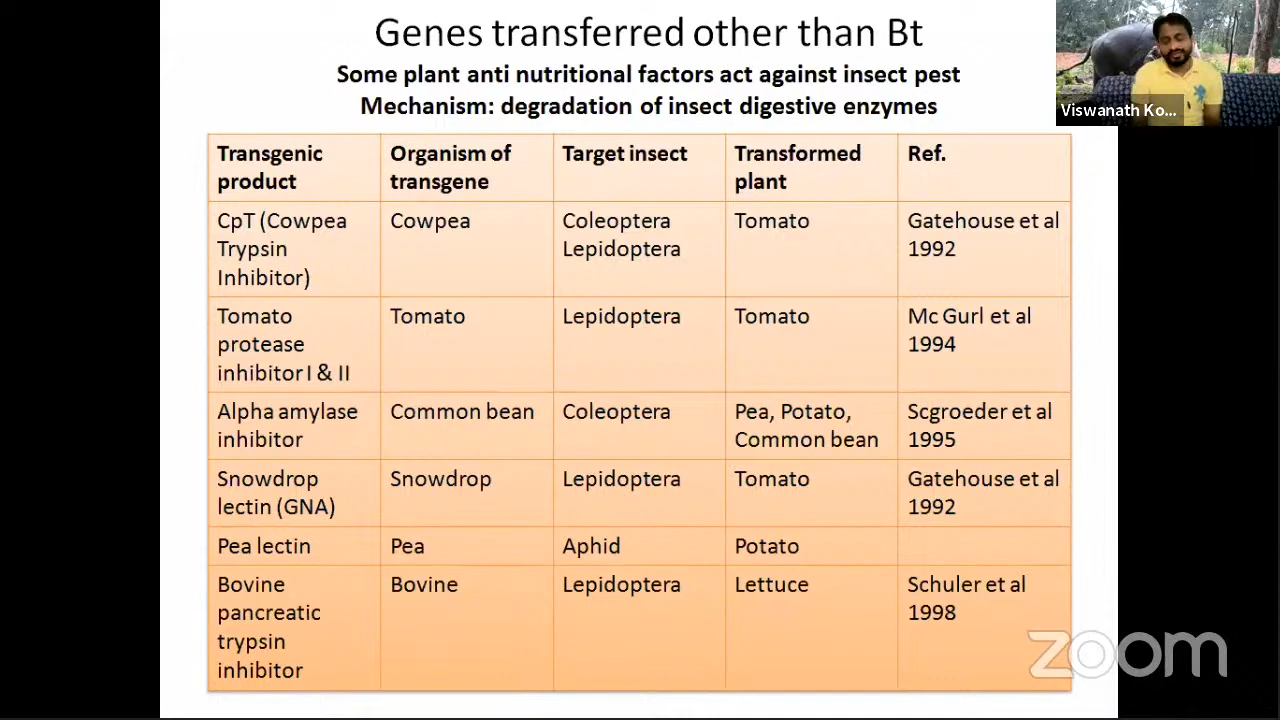 Genes transferred other than Bt
Some plant anti nutritional factors act against insect pest
Mechanism: degradation of insect digestive enzymes
Viswanath Ko...
Transgenic product
Organism of transgene
Target insect
Transformed plant
Ref.
CpT (Cowpea Trypsin Inhibitor)
Cowpea
Coleoptera Lepidoptera
Tomato
Gatehouse et al 1992
Tomato protease inhibitor I & II
Tomato
Lepidoptera
Tomato
Mc Gurl et al 1994
Alpha amylase inhibitor
Common bean
Coleoptera
Pea, Potato, Common bean
Scgroeder et al 1995
Snowdrop lectin (GNA)
Snowdrop
Lepidoptera
Tomato
Gatehouse et al 1992
Pea lectin
Pea
Aphid
Potato
Bovine pancreatic trypsin inhibitor
Bovine
Lepidoptera
Lettuce
Schuler et al 1998
zoom